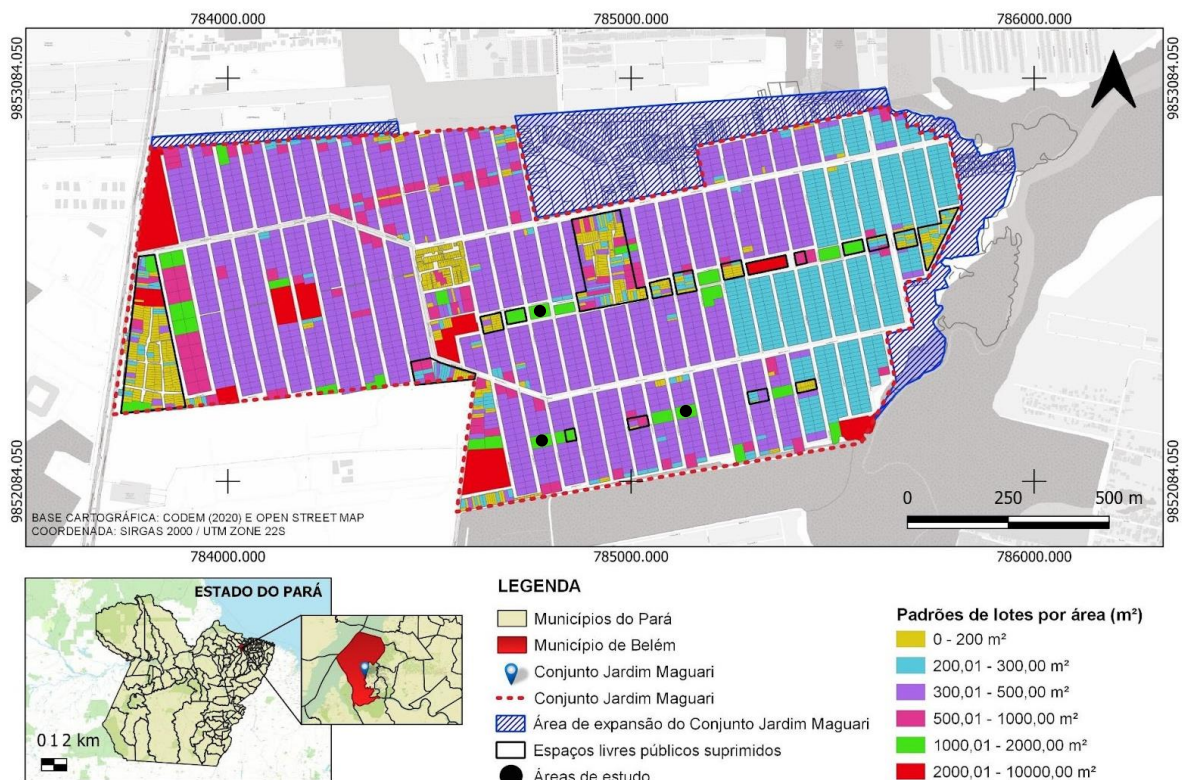 784000.000
785000.000
786000.000
9853084.050
9853084.050
9852084.050
9852084.050
BASE CARTOGRÁFICA: CODEM (2020) E OPEN STREET MAP
COORDENADA: SIRGAS 2000 / UTM ZONE 22S
0 250 500 m
784000.000
785000.000
786000.000
ESTADO DO PARÁ
0 1 2 km
LEGENDA
Municípios do Pará
Município de Belém
Conjunto Jardim Maguari
Conjunto Jardim Maguari
Área de expansão do Conjunto Jardim Maguari
Espaços livres públicos suprimidos
Áreas de estudo
Padrões de lotes por área (m²)
0 - 200 m²
200,01 - 300,00 m²
300,01 - 500,00 m²
500,01 - 1000,00 m²
1000,01 - 2000,00 m²
2000,01 - 10000,00 m²